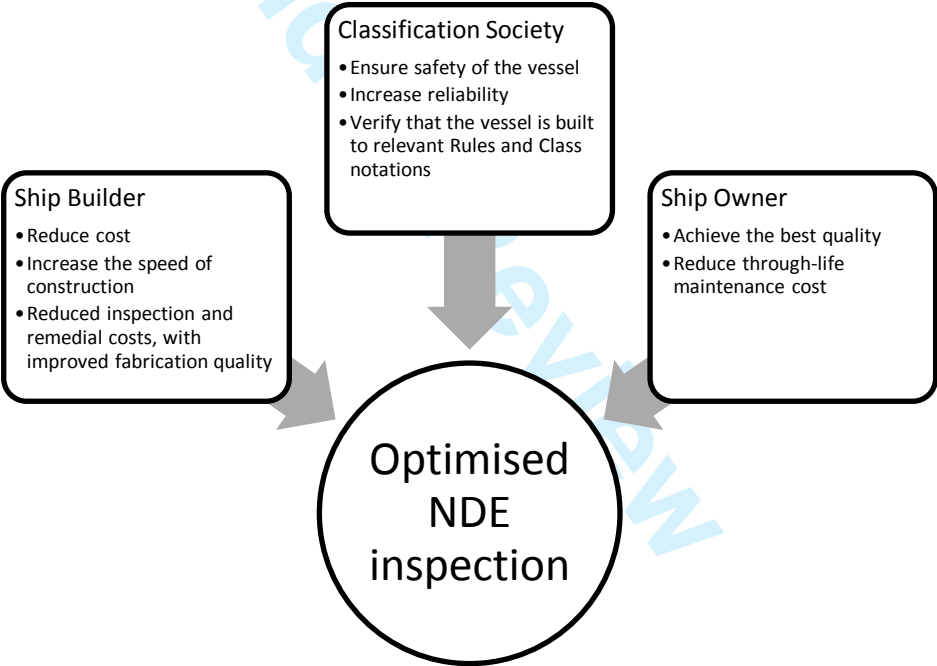 Classification Society
•Ensure safety of the vessel
•Increase reliability
•Verify that the vessel is built
to relevant Rules and Class
notations
Ship Builder
•Reduce cost
•Increase the speed of
construction
•Reduced inspection and
remedial costs, with
improved fabrication quality
Ship Owner
•Achieve the best quality
•Reduce through-life
maintenance cost
Optimised
NDE
inspection